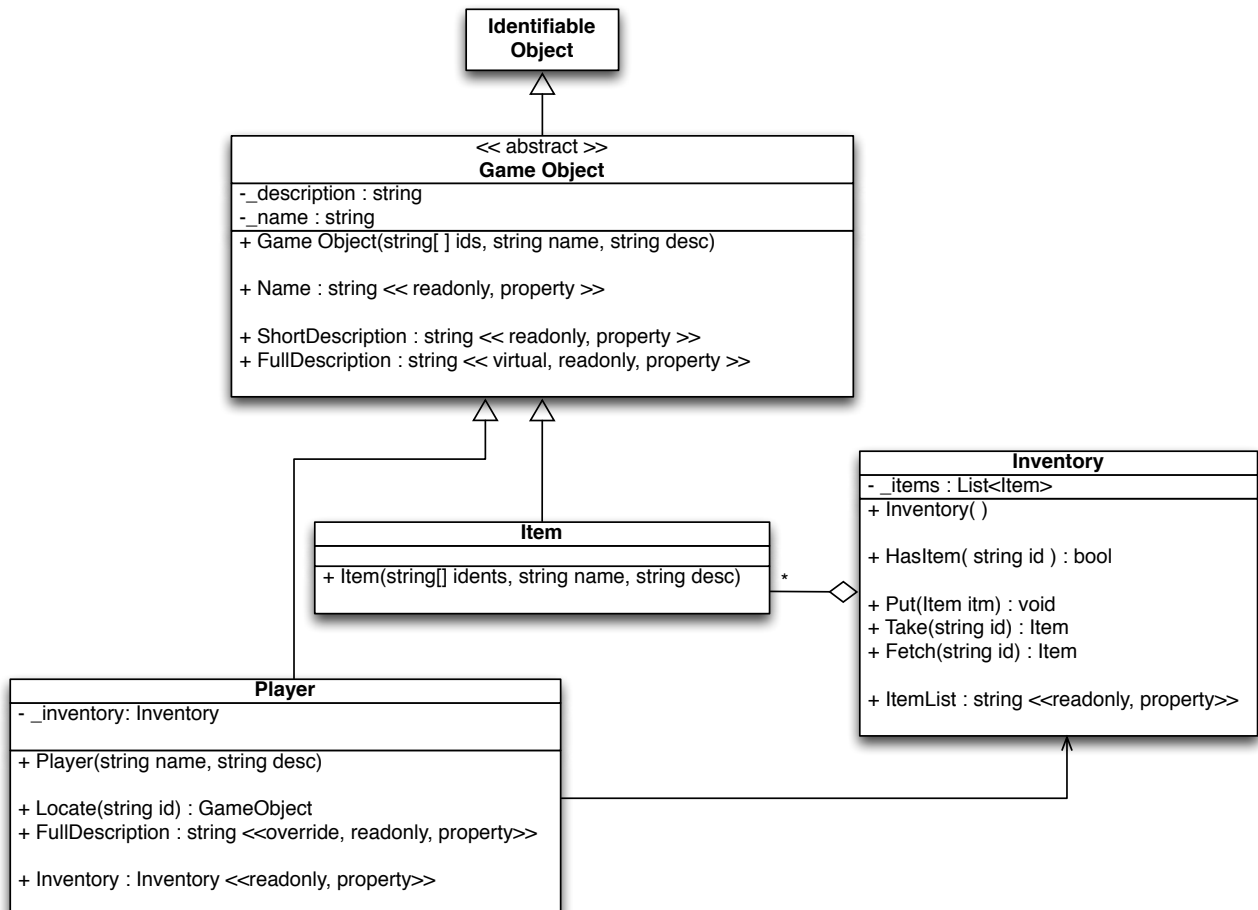 Identifiable
Object
<< abstract >>
Game Object
-_description : string
-_name : string
+ Game Object(string[ ] ids, string name, string desc)
+ Name : string << readonly, property >>
+ ShortDescription : string << readonly, property >>
+ FullDescription : string << virtual, readonly, property >>
Inventory
- _items : List<Item>
+ Inventory( )
+ HasItem( string id ) : bool
+ Put(Item itm) : void
+ Take(string id) : Item
+ Fetch(string id) : Item
+ ItemList : string <<readonly, property>>
Item
+ Item(string[] idents, string name, string desc)
*
Player
- _inventory: Inventory
+ Player(string name, string desc)
+ Locate(string id) : GameObject
+ FullDescription : string <<override, readonly, property>>
+ Inventory : Inventory <<readonly, property>>